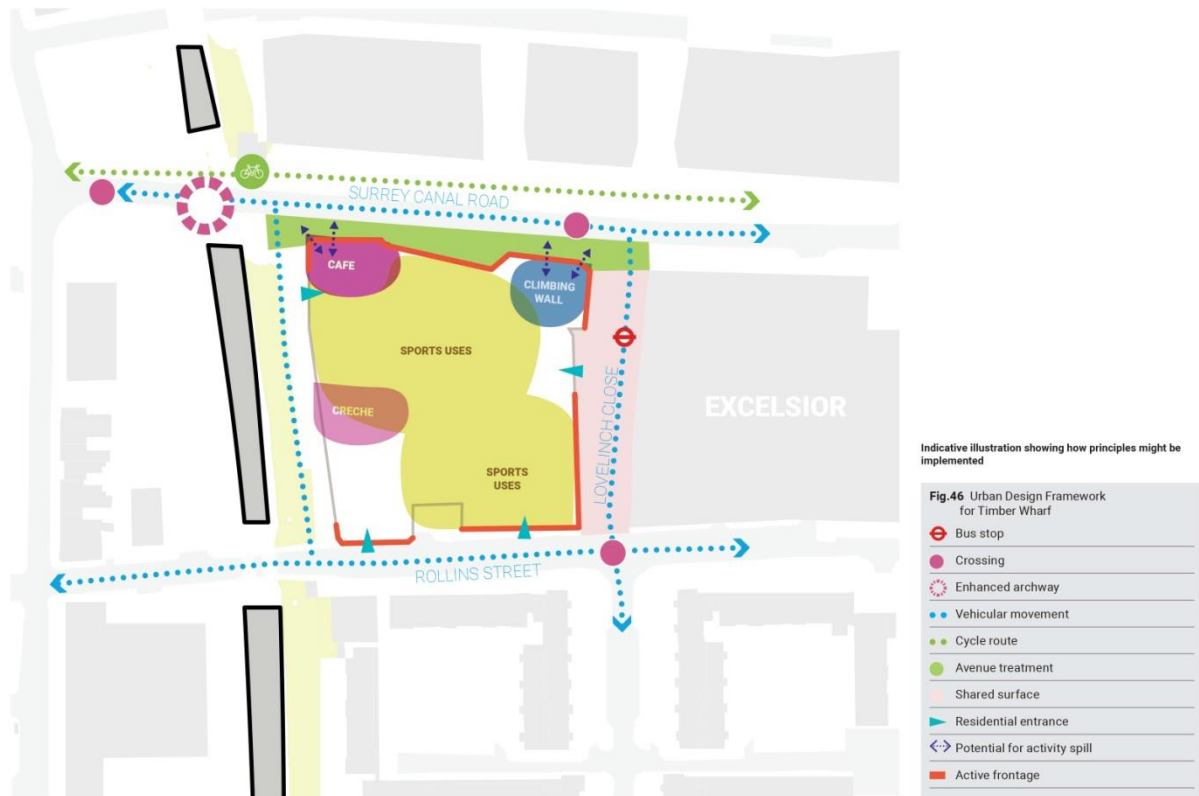 SURREY CANAL ROAD
CAFE
CLIMBING
WALL
SPORTS USES
CRECHE
EXCELSIOR
LOVELINCH CLOSE
SPORTS
USES
ROLLINS STREET
Indicative illustration showing how principles might be
implemented
Fig.46 Urban Design Framework
for Timber Wharf
Bus stop
Crossing
Enhanced archway
Vehicular movement
Cycle route
Avenue treatment
Shared surface
Residential entrance
Potential for activity spill
Active frontage